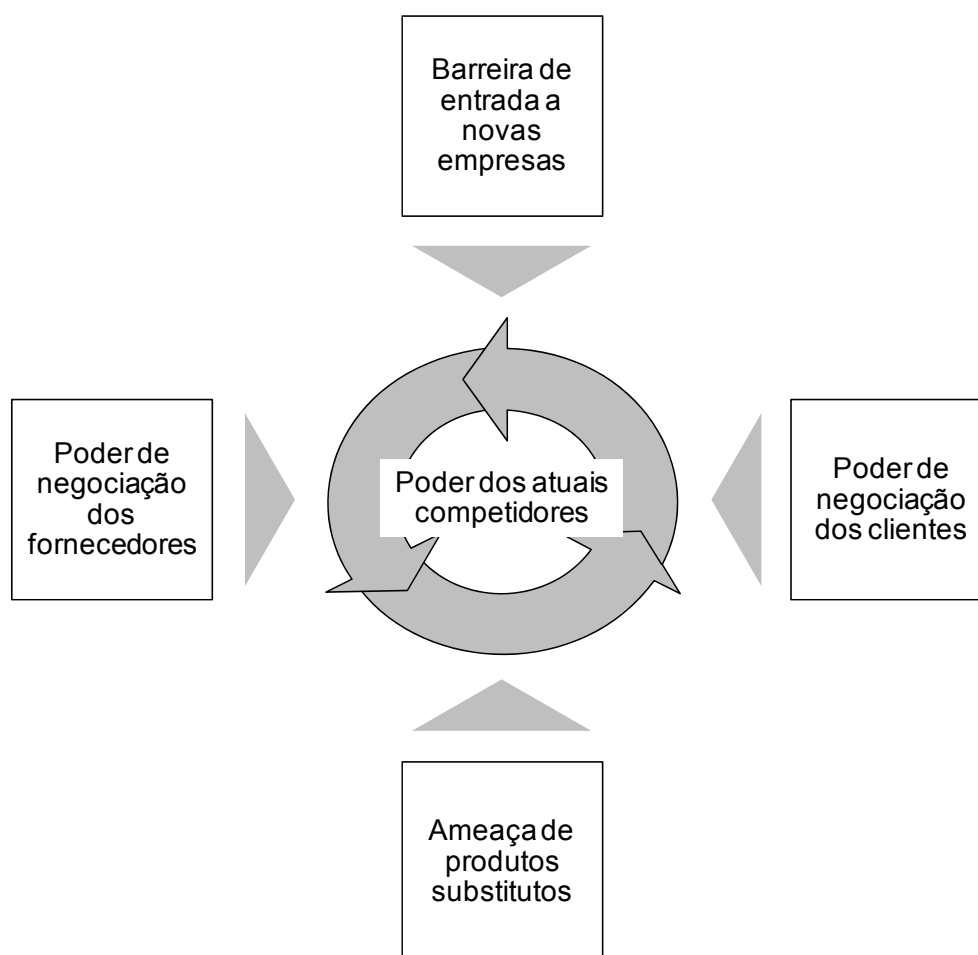 Barreira de
entrada a
novas
empresas
Poder de
negociação
dos
fornecedores
Poder dos atuais
competidores
Poder de
negociação
dos clientes
Ameaça de
produtos
substitutos